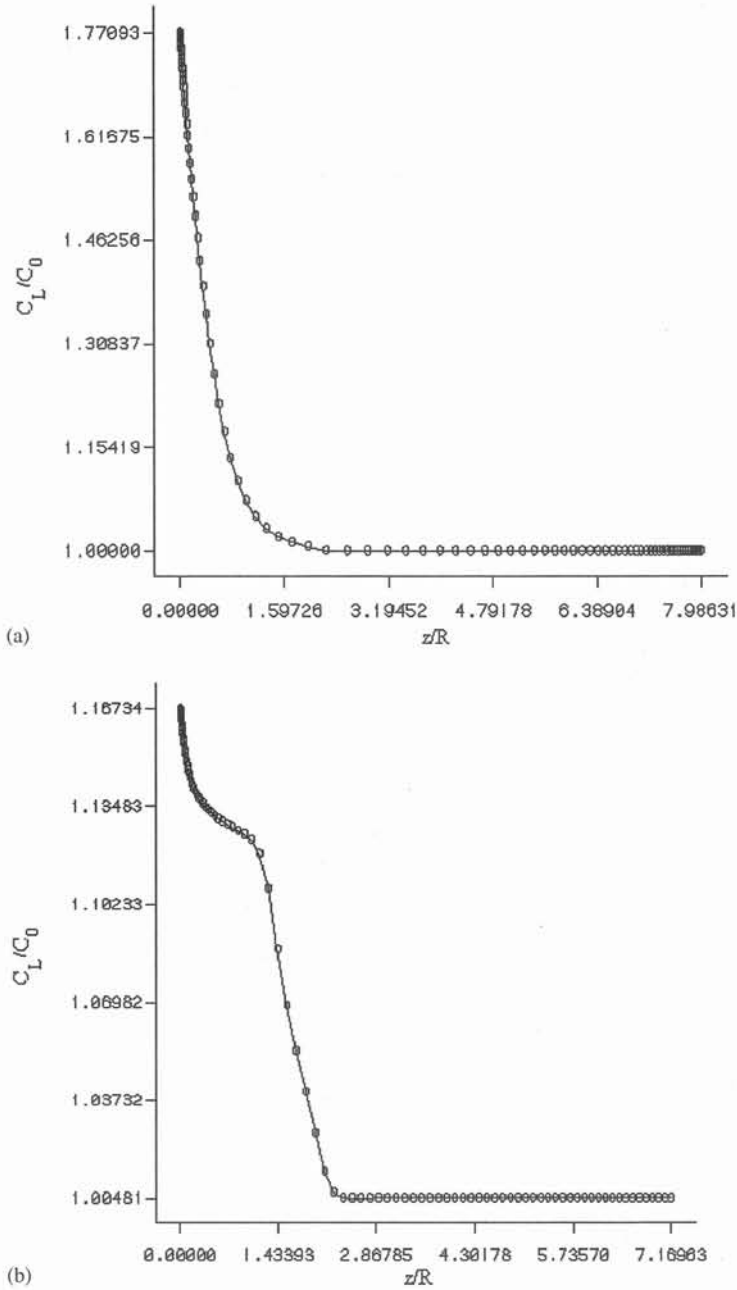 1.77093
1.61675
1.46256
1.30837
1.15419
1.00000
C_L/C_0
0.00000 1.59726 3.19452 4.79178 6.38904 7.98631
z/R
(a)
1.16734
1.13483
1.10233
1.06982
1.03732
1.00481
C_L/C_0
0.00000 1.43393 2.86785 4.30178 5.73570 7.16963
z/R
(b)